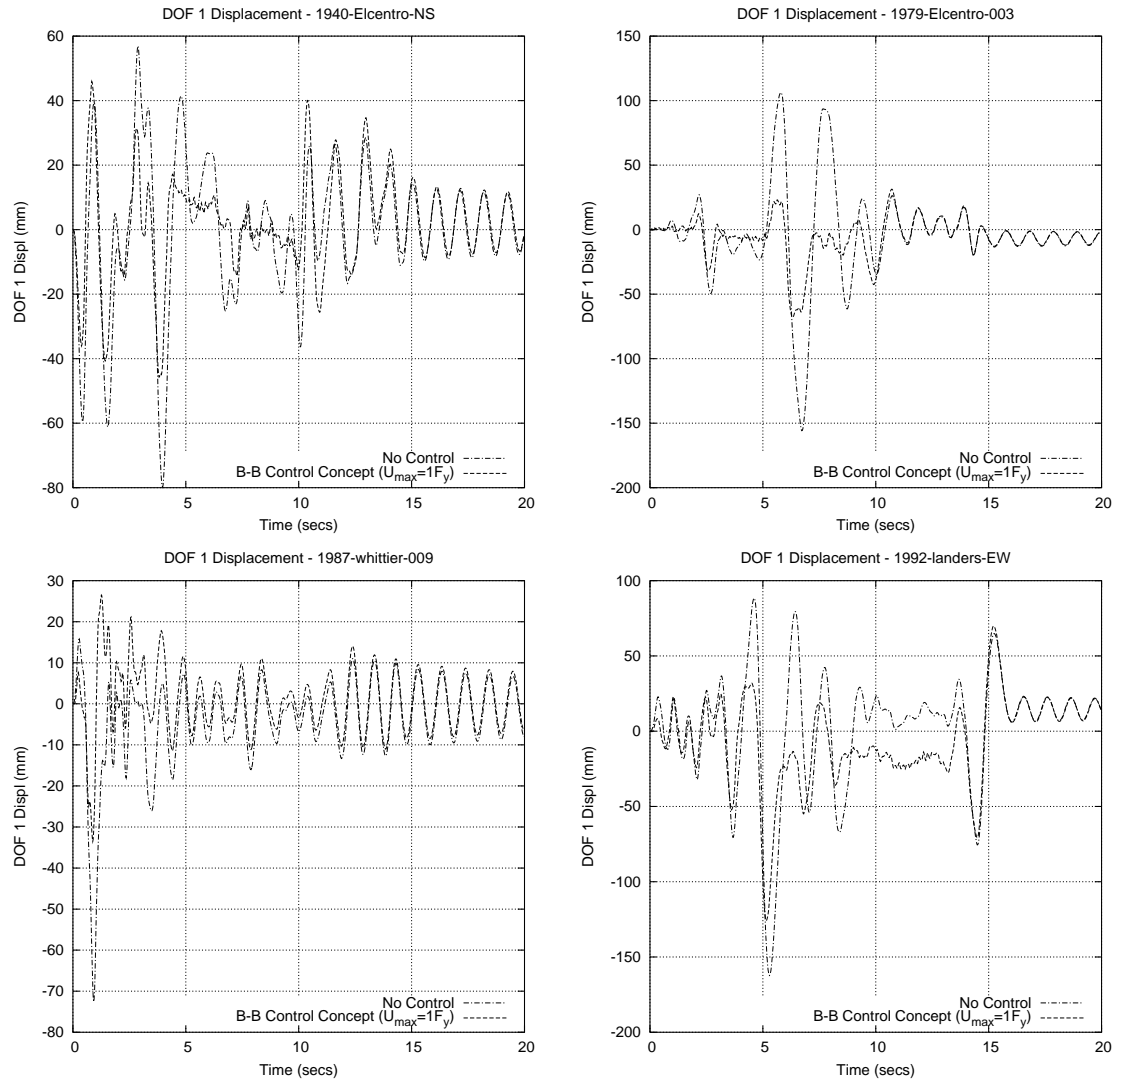 DOF 1 Displacement - 1940-Elcentro-NS
60
40
20
0
-20
-40
-60
-80
DOF 1 Displ (mm)
No Control
B-B Control Concept (Umax=1Fy)
0 5 10 15 20
Time (secs)
DOF 1 Displacement - 1979-Elcentro-003
150
100
50
0
-50
-100
-150
-200
DOF 1 Displ (mm)
No Control
B-B Control Concept (Umax=1Fy)
0 5 10 15 20
Time (secs)
DOF 1 Displacement - 1987-whittier-009
30
20
10
0
-10
-20
-30
-40
-50
-60
-70
-80
DOF 1 Displ (mm)
No Control
B-B Control Concept (Umax=1Fy)
0 5 10 15 20
Time (secs)
DOF 1 Displacement - 1992-landers-EW
100
50
0
-50
-100
-150
-200
DOF 1 Displ (mm)
No Control
B-B Control Concept (Umax=1Fy)
0 5 10 15 20
Time (secs)